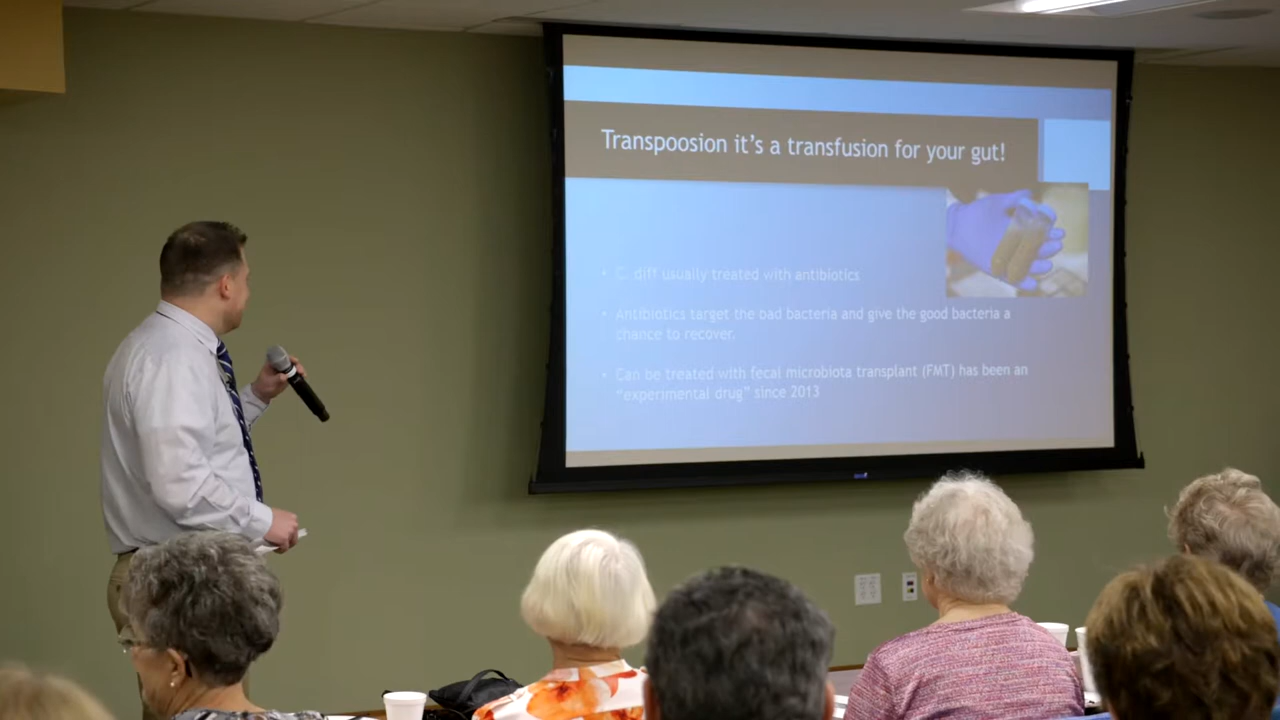 Transpoosion it's a transfusion for your gut!
• C. diff usually treated with antibiotics
• Antibiotics target the bad bacteria and give the good bacteria a
chance to recover.
• Can be treated with fecal microbiota transplant (FMT) has been an
"experimental drug" since 2013